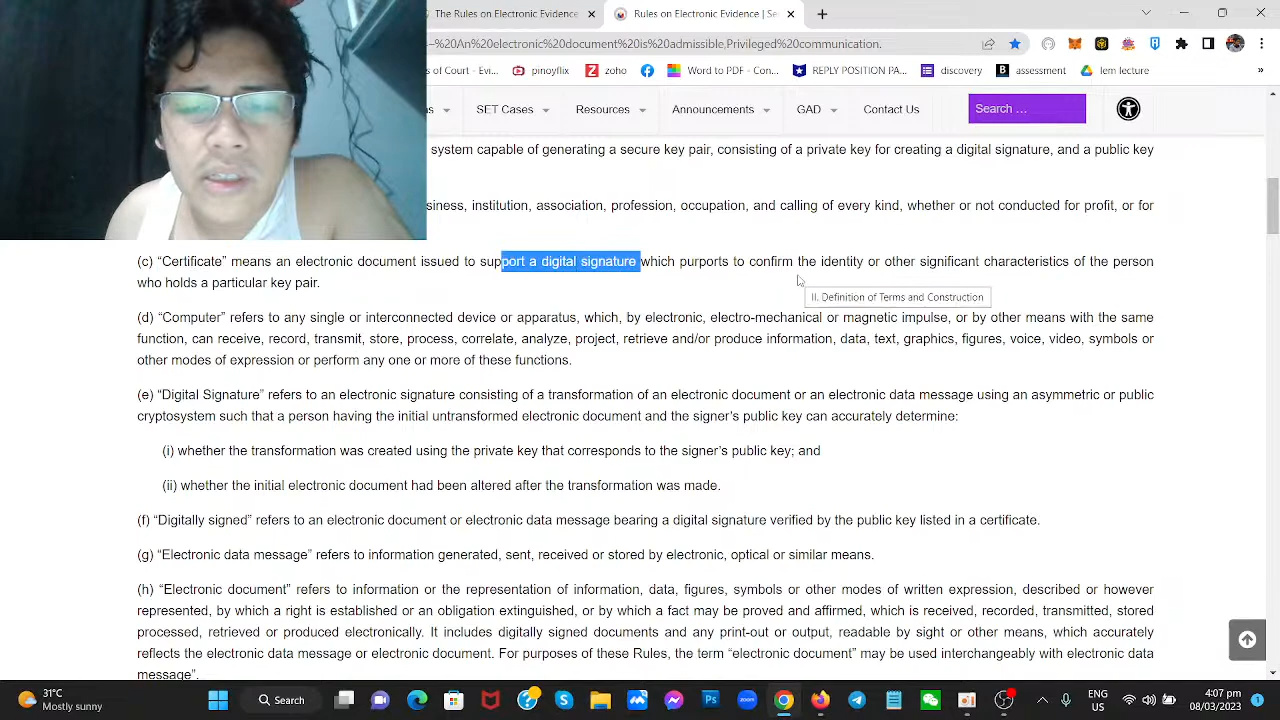 The Rules on Electronic Evidence
Rules on Electronic Evidence | Se
~ An%20electronic%20document%20is%20admissible,Privileged%20communication.
s of Court - Evi...
pinoyflix
zoho
Word to PDF - Con...
REPLY POSITION PA...
discovery
assessment
lem lecture
»
s
SET Cases
Resources
Announcements
GAD
Contact Us
Search …
system capable of generating a secure key pair, consisting of a private key for creating a digital signature, and a public key
siness, institution, association, profession, occupation, and calling of every kind, whether or not conducted for profit, or for
(c) “Certificate” means an electronic document issued to support a digital signature which purports to confirm the identity or other significant characteristics of the person
who holds a particular key pair.
II. Definition of Terms and Construction
(d) “Computer” refers to any single or interconnected device or apparatus, which, by electronic, electro-mechanical or magnetic impulse, or by other means with the same
function, can receive, record, transmit, store, process, correlate, analyze, project, retrieve and/or produce information, data, text, graphics, figures, voice, video, symbols or
other modes of expression or perform any one or more of these functions.
(e) “Digital Signature” refers to an electronic signature consisting of a transformation of an electronic document or an electronic data message using an asymmetric or public
cryptosystem such that a person having the initial untransformed electronic document and the signer’s public key can accurately determine:
(i) whether the transformation was created using the private key that corresponds to the signer’s public key; and
(ii) whether the initial electronic document had been altered after the transformation was made.
(f) “Digitally signed” refers to an electronic document or electronic data message bearing a digital signature verified by the public key listed in a certificate.
(g) “Electronic data message” refers to information generated, sent, received or stored by electronic, optical or similar means.
(h) “Electronic document” refers to information or the representation of information, data, figures, symbols or other modes of written expression, described or however
represented, by which a right is established or an obligation extinguished, or by which a fact may be proved and affirmed, which is received, recorded, transmitted, stored
processed, retrieved or produced electronically. It includes digitally signed documents and any print-out or output, readable by sight or other means, which accurately
reflects the electronic data message or electronic document. For purposes of these Rules, the term “electronic document” may be used interchangeably with electronic data
message”.
31°C
Mostly sunny
Search
Ps
zoom
ENG
US
4:07 pm
08/03/2023
1